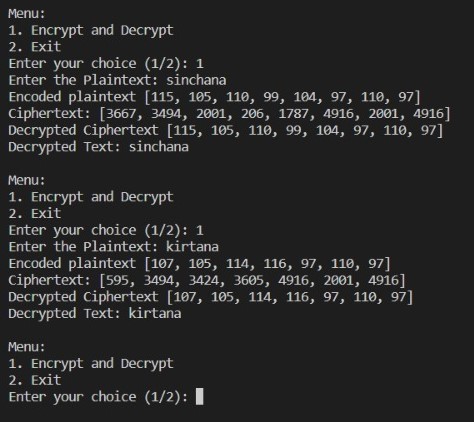 Menu:
1. Encrypt and Decrypt
2. Exit
Enter your choice (1/2): 1
Enter the Plaintext: sinchana
Encoded plaintext [115, 105, 110, 99, 104, 97, 110, 97]
Ciphertext: [3667, 3494, 2001, 206, 1787, 4916, 2001, 4916]
Decrypted Ciphertext [115, 105, 110, 99, 104, 97, 110, 97]
Decrypted Text: sinchana

Menu:
1. Encrypt and Decrypt
2. Exit
Enter your choice (1/2): 1
Enter the Plaintext: kirtana
Encoded plaintext [107, 105, 114, 116, 97, 110, 97]
Ciphertext: [595, 3494, 3424, 3605, 4916, 2001, 4916]
Decrypted Ciphertext [107, 105, 114, 116, 97, 110, 97]
Decrypted Text: kirtana

Menu:
1. Encrypt and Decrypt
2. Exit
Enter your choice (1/2):